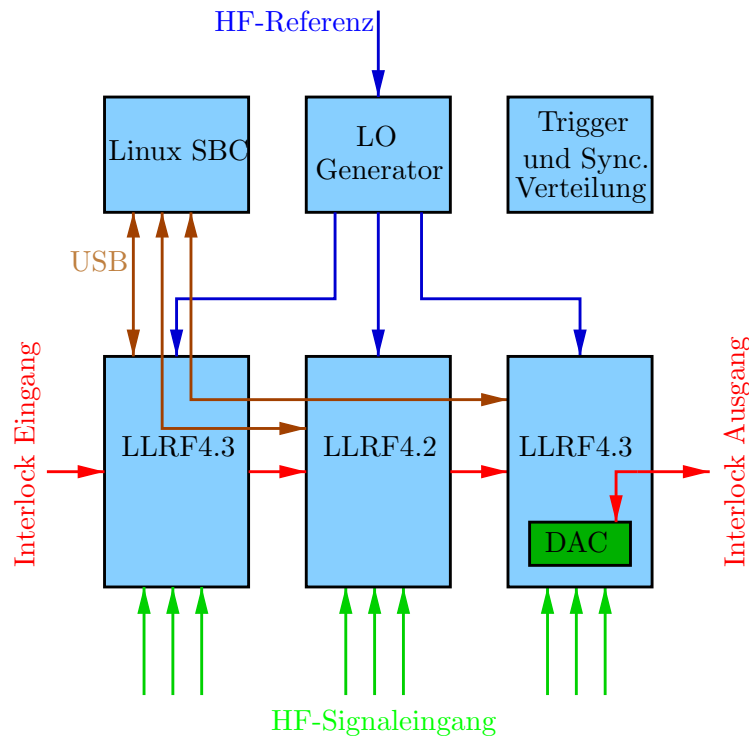 HF-Referenz
Linux SBC
LO
Generator
Trigger
und Sync.
Verteilung
USB
Interlock Eingang
LLRF4.3
LLRF4.2
LLRF4.3
Interlock Ausgang
DAC
HF-Signaleingang